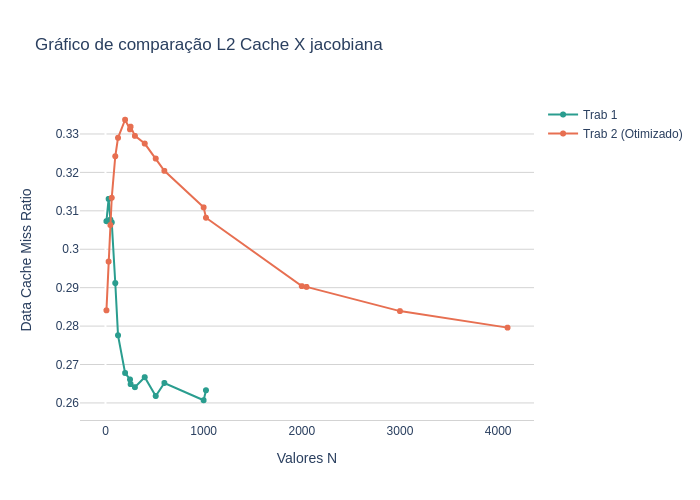 Gráfico de comparação L2 Cache X jacobiana
Trab 1
Trab 2 (Otimizado)
Data Cache Miss Ratio
0.33
0.32
0.31
0.3
0.29
0.28
0.27
0.26
0 1000 2000 3000 4000
Valores N